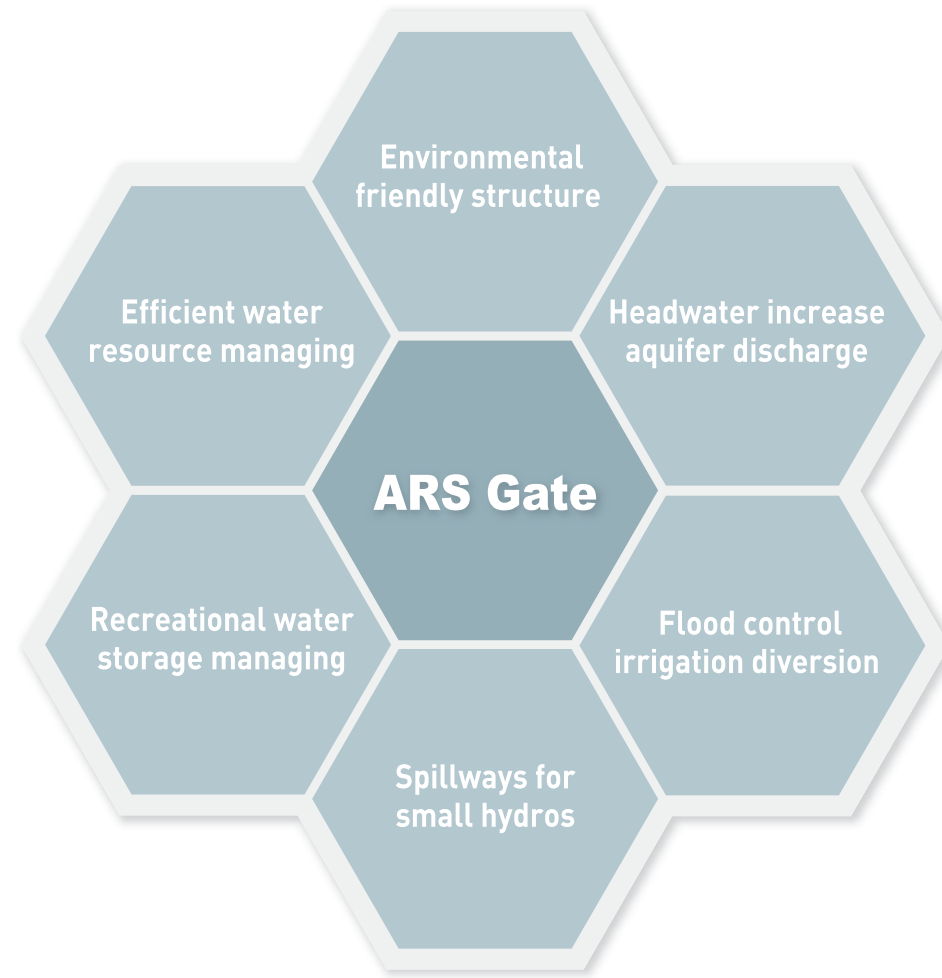 Environmental
friendly structure
Efficient water
resource managing
Headwater increase
aquifer discharge
ARS Gate
Recreational water
storage managing
Flood control
irrigation diversion
Spillways for
small hydros